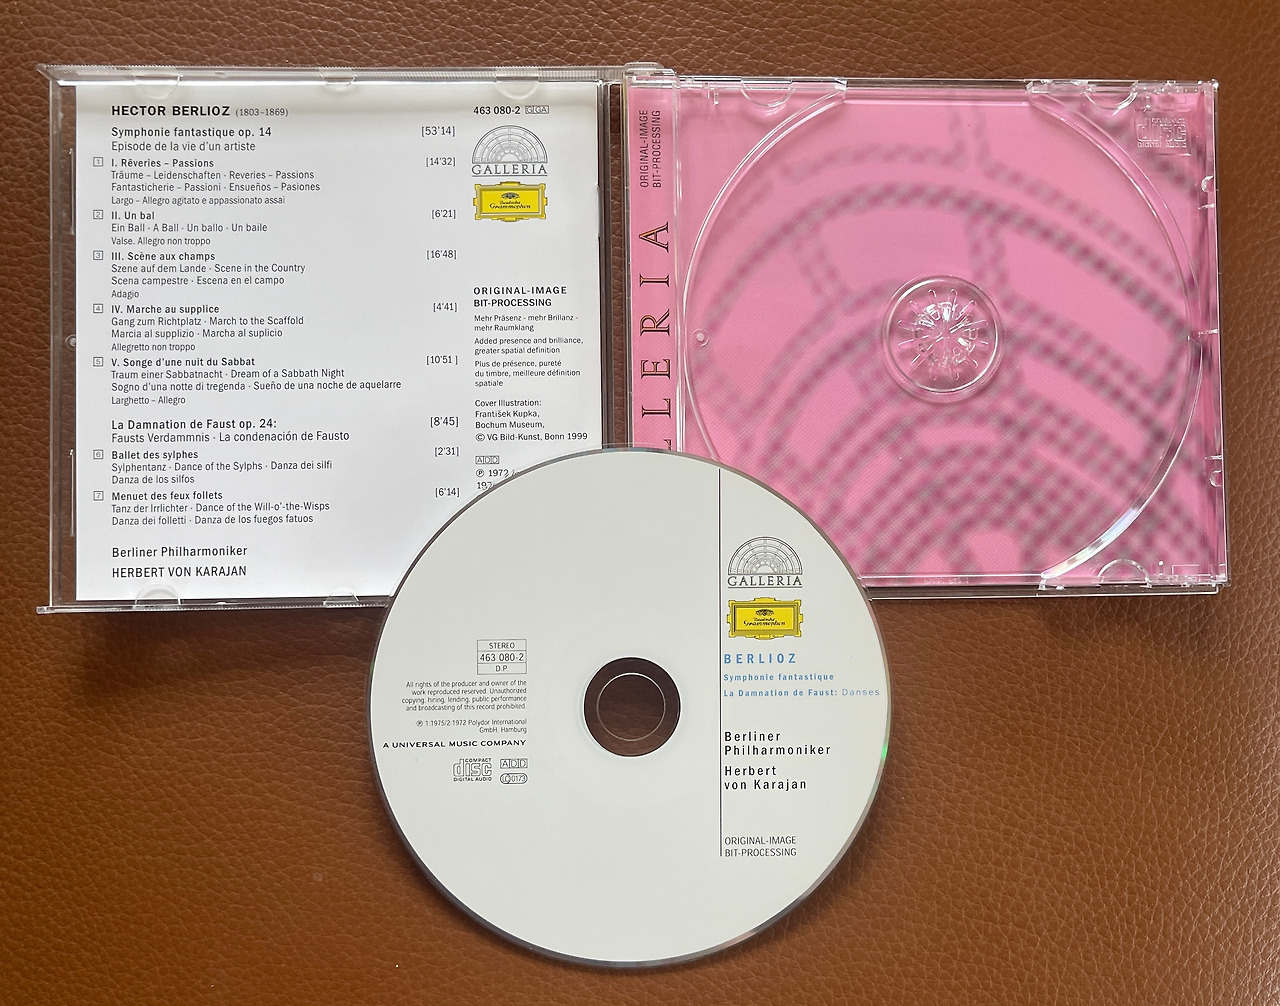 HECTOR BERLIOZ (1803–1869)
463 080-2 GIGA
Symphonie fantastique op. 14 [53'14]
Episode de la vie d'un artiste
1 I. Rêveries – Passions [14'32]
Träume – Leidenschaften · Reveries – Passions
Fantasticherie – Passioni · Ensueños – Pasiones
Largo – Allegro agitato e appassionato assai
2 II. Un bal [6'21]
Ein Ball · A Ball · Un ballo · Un baile
Valse. Allegro non troppo
3 III. Scène aux champs [16'48]
Szene auf dem Lande · Scene in the Country
Scena campestre · Escena en el campo
Adagio
4 IV. Marche au supplice [4'41]
Gang zum Richtplatz · March to the Scaffold
Marcia al supplizio · Marcha al suplicio
Allegretto non troppo
5 V. Songe d'une nuit du Sabbat [10'51 ]
Traum einer Sabbatnacht · Dream of a Sabbath Night
Sogno d'una notte di tregenda · Sueño de una noche de aquelarre
Larghetto – Allegro
La Damnation de Faust op. 24: [8'45]
Fausts Verdammnis · La condenación de Fausto
6 Ballet des sylphes [2'31]
Sylphentanz · Dance of the Sylphs · Danza dei silfi
Danza de los silfos
7 Menuet des feux follets [6'14]
Tanz der Irrlichter · Dance of the Will-o'-the-Wisps
Danza dei folletti · Danza de los fuegos fatuos
Berliner Philharmoniker
HERBERT VON KARAJAN
GALLERIA
Deutsche
Grammophon
ORIGINAL-IMAGE
BIT-PROCESSING
Mehr Präsenz - mehr Brillanz -
mehr Raumklang
Added presence and brilliance,
greater spatial definition
Plus de présence, pureté
du timbre, meilleure définition
spatiale
Cover Illustration:
František Kupka,
Bochum Museum,
© VG Bild-Kunst, Bonn 1999
ADD
℗ 1972
ORIGINAL-IMAGE
BIT-PROCESSING
LLERIA
COMPACT
disc
DIGITAL AUDIO
GALLERIA
Deutsche
Grammophon
BERLIOZ
Symphonie fantastique
La Damnation de Faust: Danses
Berliner
Philharmoniker
Herbert
von Karajan
ORIGINAL-IMAGE
BIT-PROCESSING
STEREO
463 080-2
D P
All rights of the producer and owner of the
work reproduced reserved. Unauthorized
copying, hiring, lending, public performance
and broadcasting of this record prohibited.
℗ 1:1975/2:1972 Polydor International
GmbH, Hamburg
A UNIVERSAL MUSIC COMPANY
COMPACT
disc
DIGITAL AUDIO
ADD
LC 0173